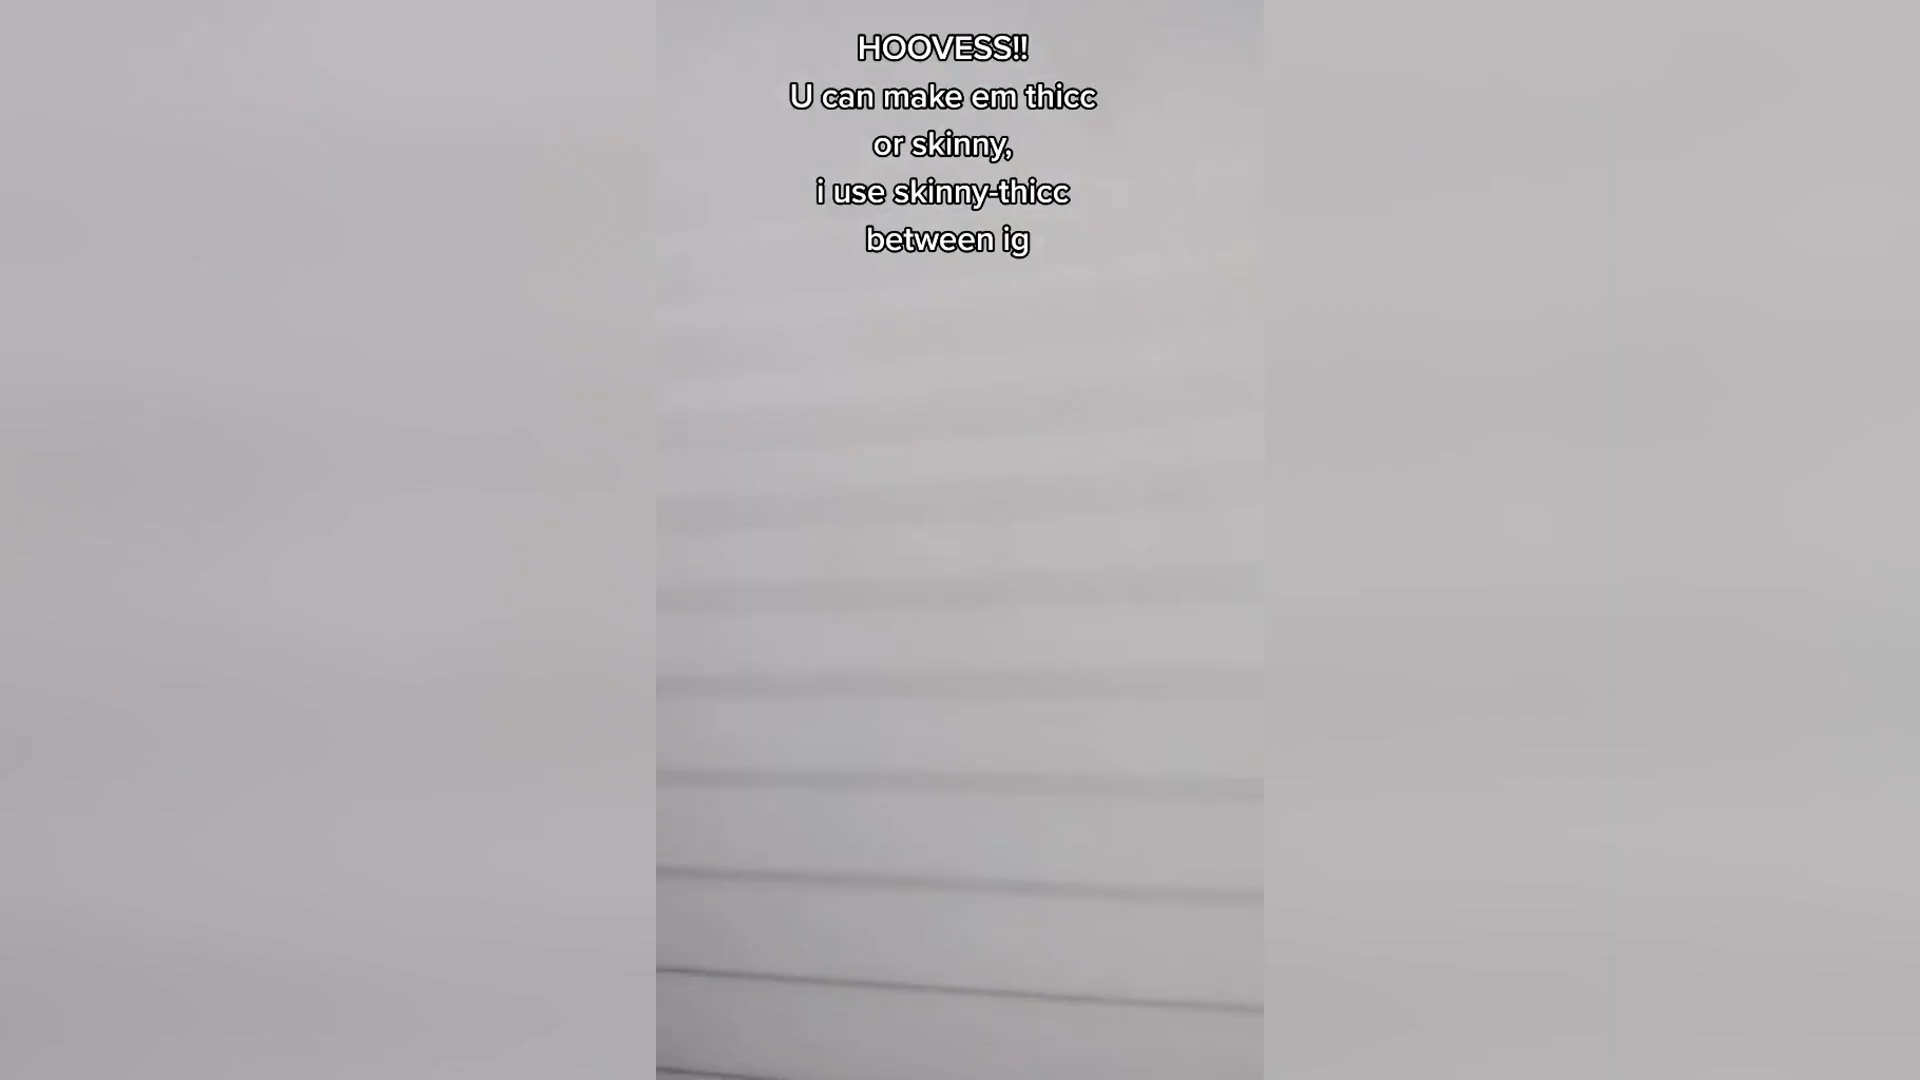 HOOVESS!!
U can make em thicc
or skinny,
i use skinny-thicc
between ig